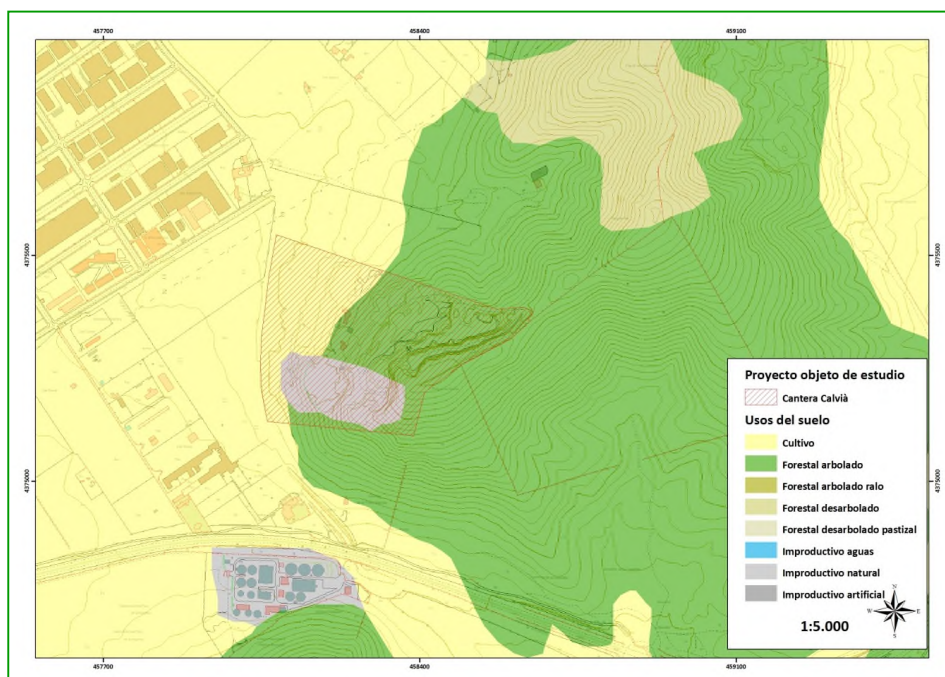 457700
458400
459100
4375500
4375500
4375000
4375000
Proyecto objeto de estudio
Cantera Calvià
Usos del suelo
Cultivo
Forestal arbolado
Forestal arbolado ralo
Forestal desarbolado
Forestal desarbolado pastizal
Improductivo aguas
Improductivo natural
Improductivo artificial
1:5.000
N
W
E
S
457700
458400
459100